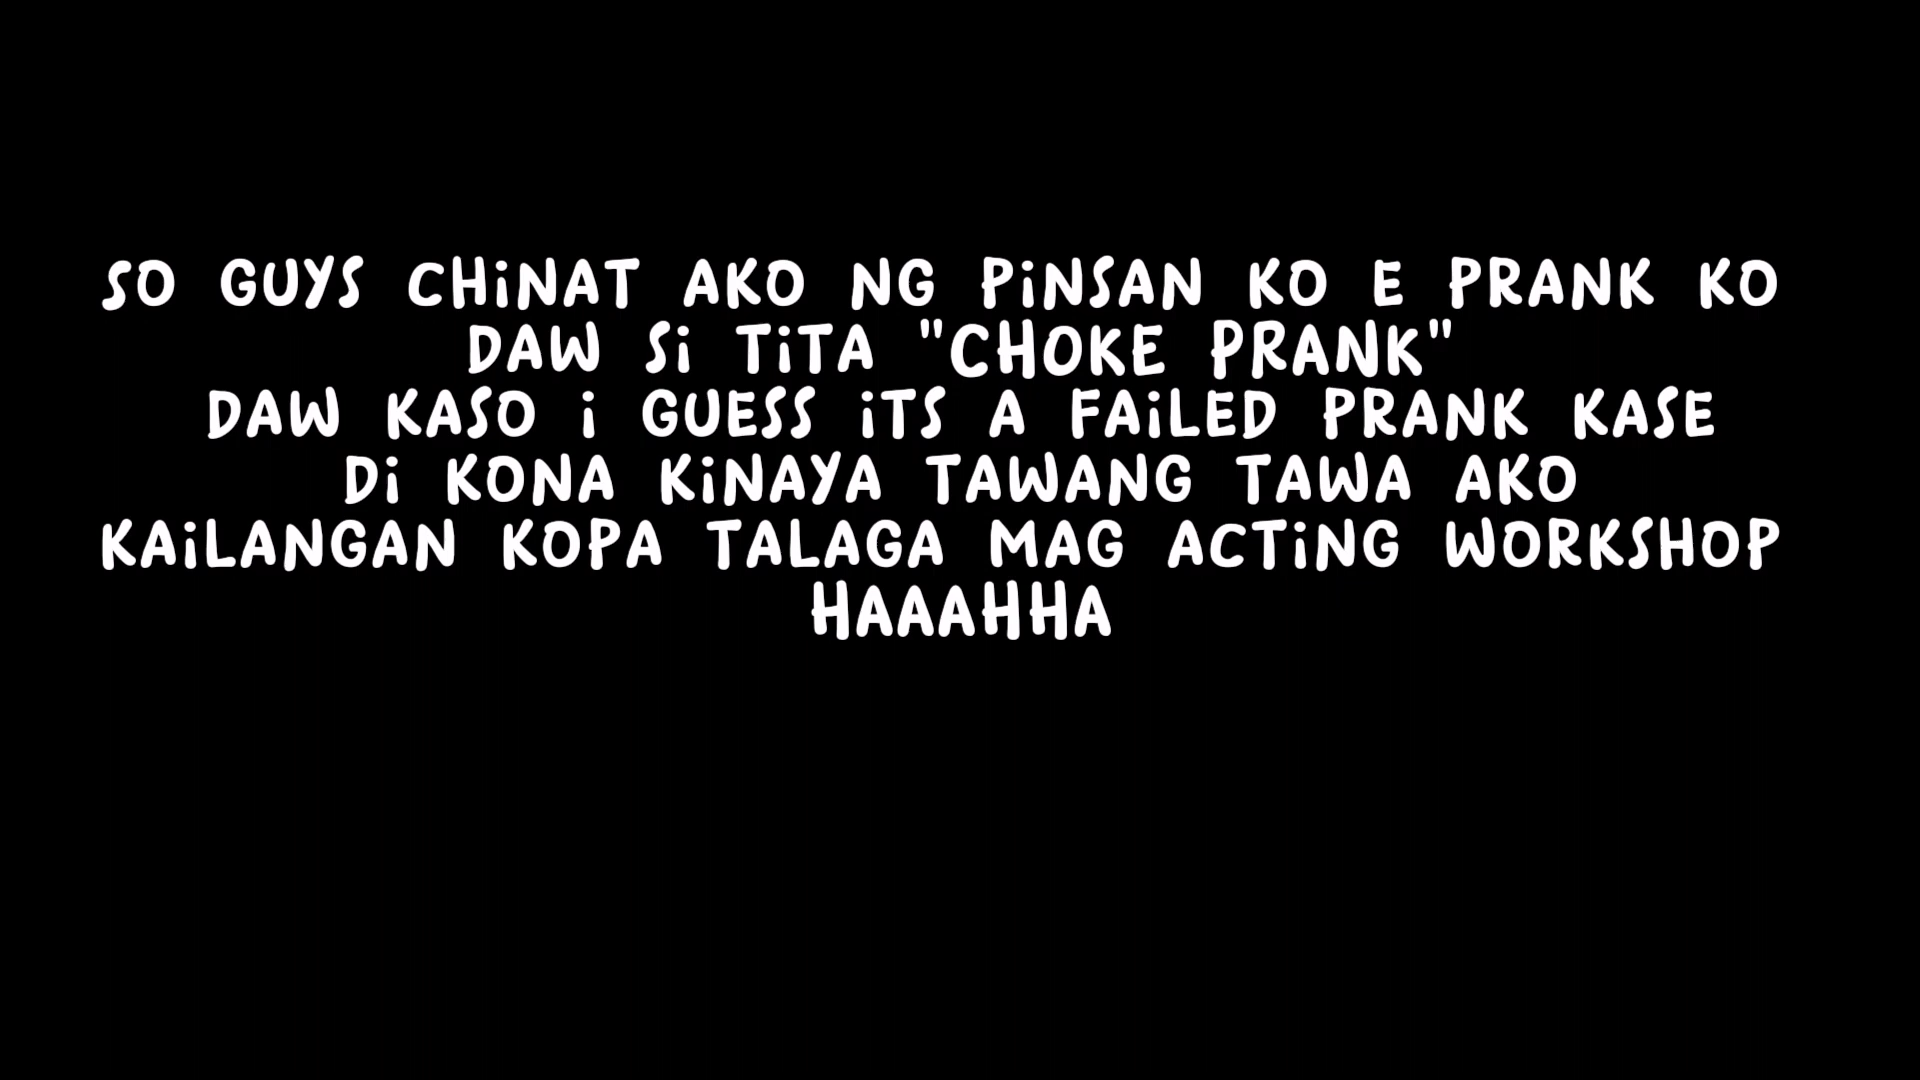 SO GUYS CHiNAT AKO NG PiNSAN KO E PRANK KO
DAW Si TiTA "CHOKE PRANK"
DAW KASO i GUESS iTS A FAiLED PRANK KASE
Di KONA KiNAYA TAWANG TAWA AKO
KAiLANGAN KOPA TALAGA MAG ACTiNG WORKSHOP
HAAAHHA